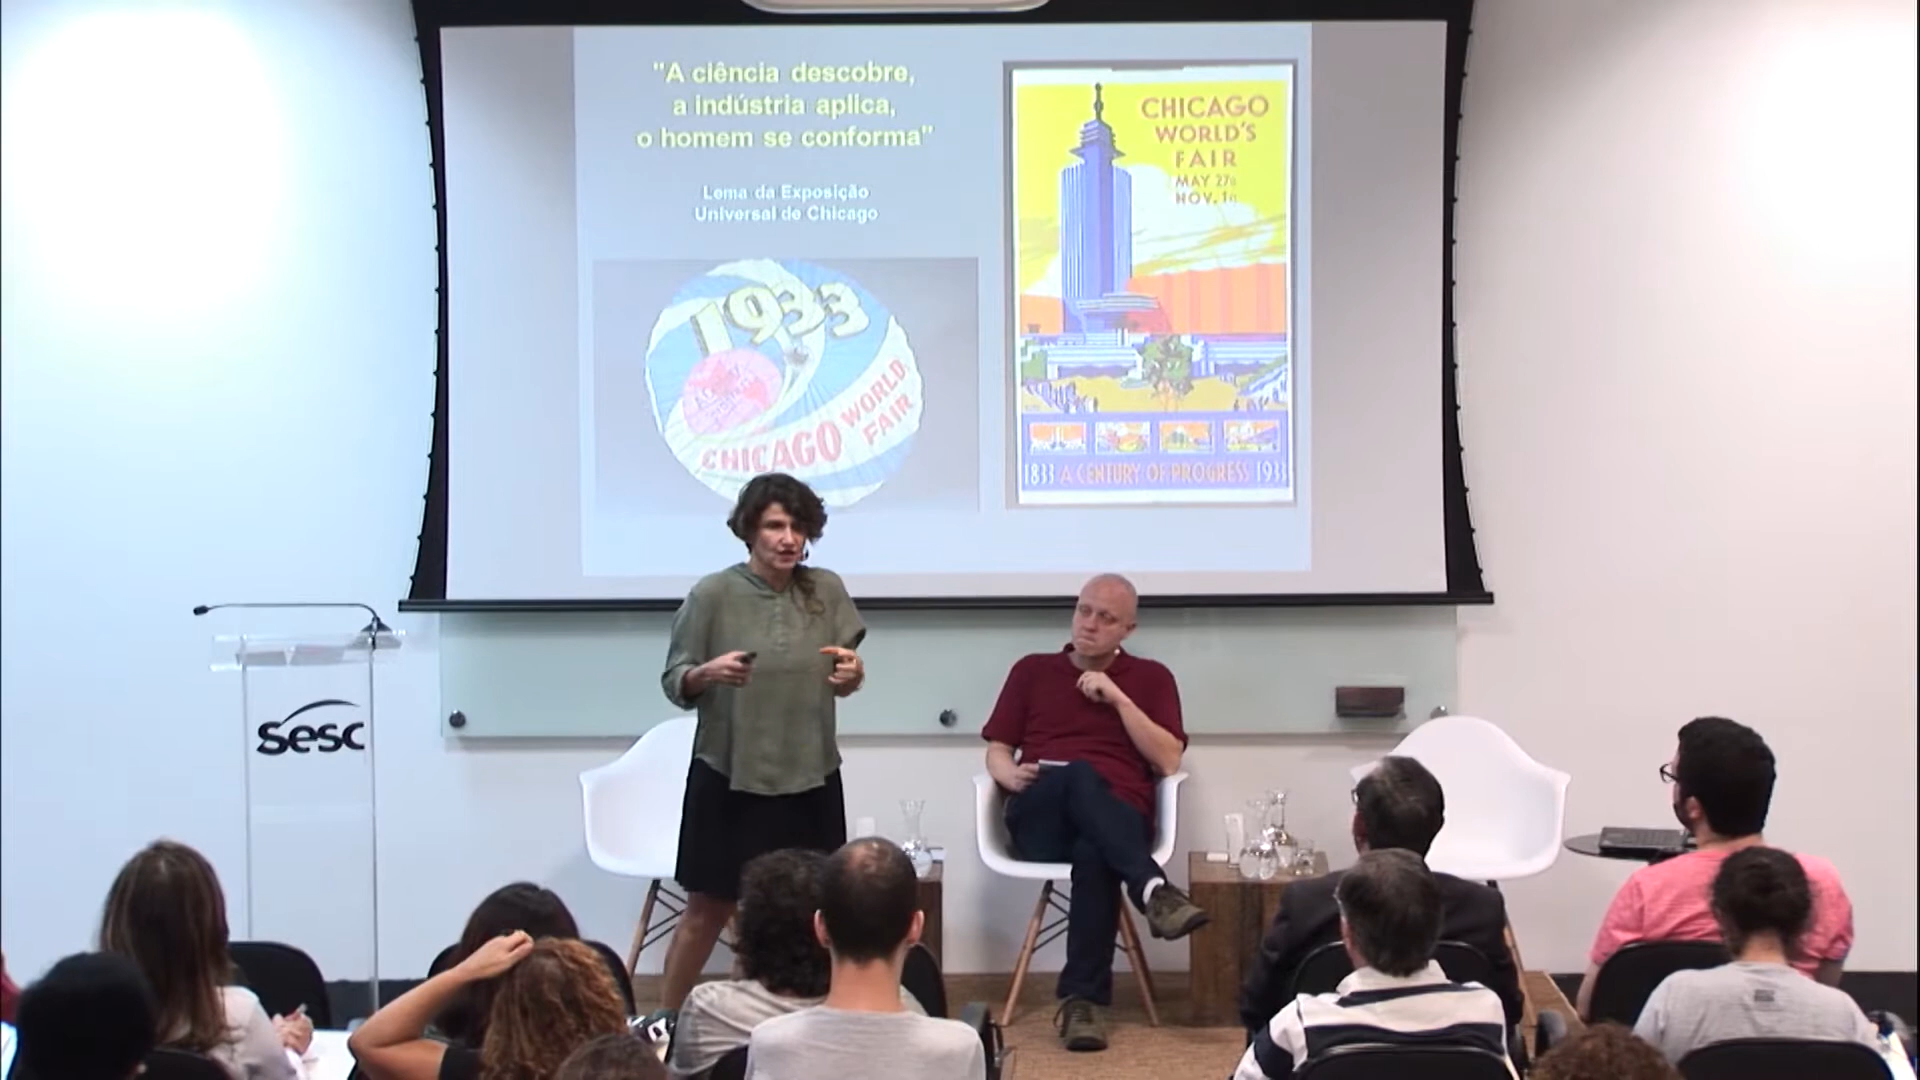 "A ciência descobre,
a indústria aplica,
o homem se conforma"
Lema da Exposição
Universal de Chicago
1933
CHICAGO
WORLD
FAIR
CHICAGO
WORLD'S
FAIR
MAY 27th
NOV. 1st
1833 A CENTURY OF PROGRESS 1933
sesc